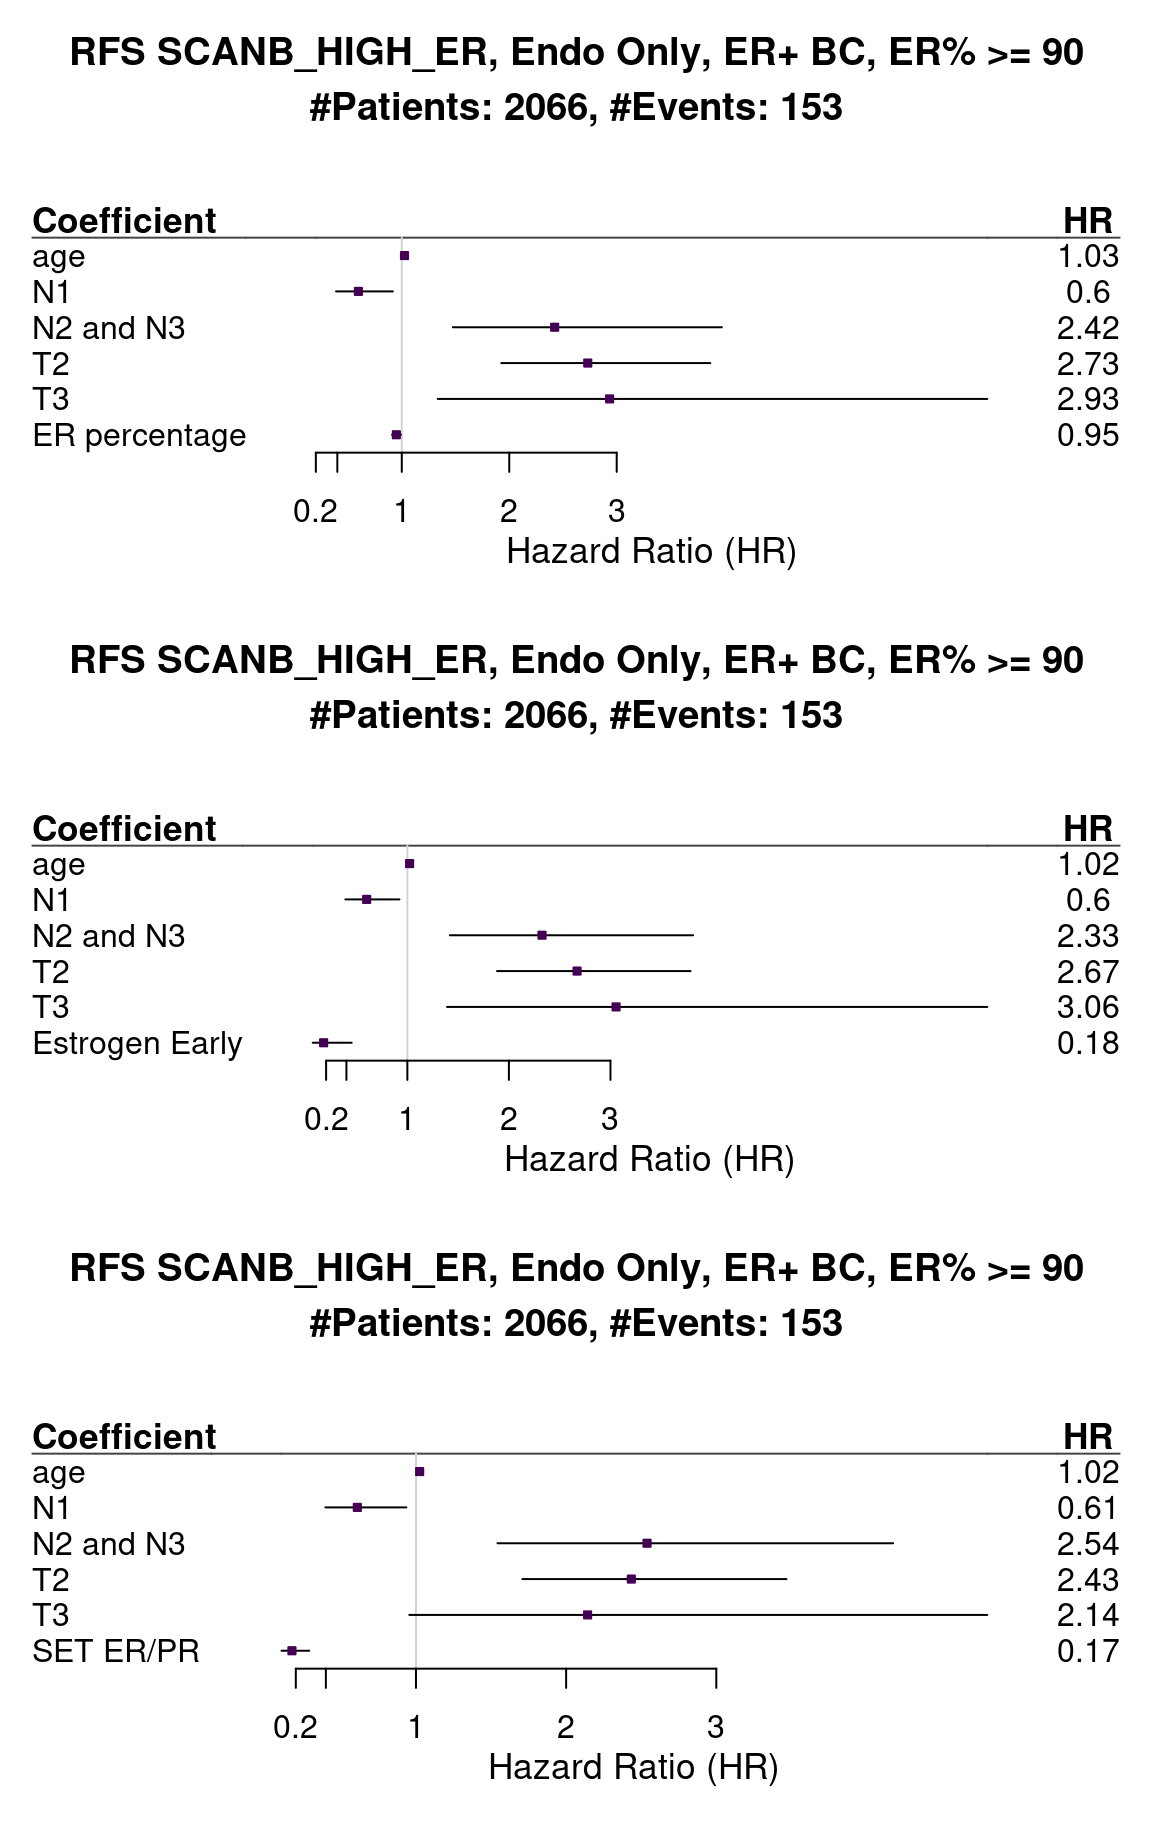 RFS SCANB_HIGH_ER, Endo Only, ER+ BC, ER% >= 90
#Patients: 2066, #Events: 153
Coefficient HR
age 1.03
N1 0.6
N2 and N3 2.42
T2 2.73
T3 2.93
ER percentage 0.95
0.2 1 2 3
Hazard Ratio (HR)
RFS SCANB_HIGH_ER, Endo Only, ER+ BC, ER% >= 90
#Patients: 2066, #Events: 153
Coefficient HR
age 1.02
N1 0.6
N2 and N3 2.33
T2 2.67
T3 3.06
Estrogen Early 0.18
0.2 1 2 3
Hazard Ratio (HR)
RFS SCANB_HIGH_ER, Endo Only, ER+ BC, ER% >= 90
#Patients: 2066, #Events: 153
Coefficient HR
age 1.02
N1 0.61
N2 and N3 2.54
T2 2.43
T3 2.14
SET ER/PR 0.17
0.2 1 2 3
Hazard Ratio (HR)